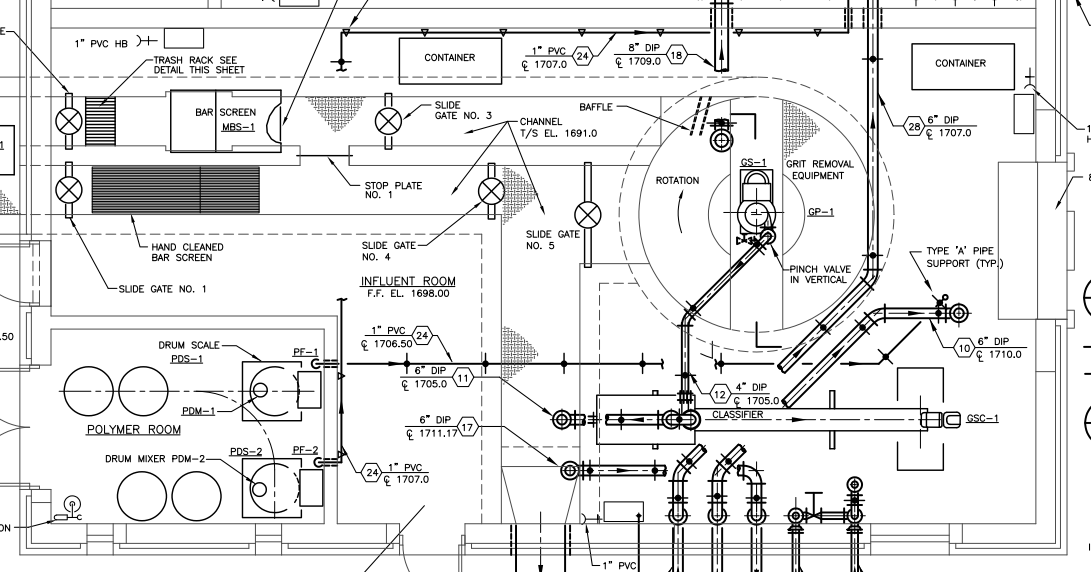 1" PVC HB
TRASH RACK SEE
DETAIL THIS SHEET
CONTAINER
1" PVC
℄ 1707.0
24
8" DIP
℄ 1709.0
18
CONTAINER
BAR SCREEN
MBS-1
SLIDE
GATE NO. 3
CHANNEL
T/S EL. 1691.0
BAFFLE
28
6" DIP
℄ 1707.0
GS-1
GRIT REMOVAL
EQUIPMENT
ROTATION
GP-1
STOP PLATE
NO. 1
HAND CLEANED
BAR SCREEN
SLIDE GATE
NO. 4
SLIDE GATE
NO. 5
SLIDE GATE NO. 1
INFLUENT ROOM
F.F. EL. 1698.00
PINCH VALVE
IN VERTICAL
TYPE 'A' PIPE
SUPPORT (TYP.)
.50
DRUM SCALE
PDS-1
PF-1
1" PVC
℄ 1706.50
24
6" DIP
℄ 1705.0
11
10
6" DIP
℄ 1710.0
PDM-1
12
4" DIP
℄ 1705.0
CLASSIFIER
GSC-1
POLYMER ROOM
6" DIP
℄ 1711.17
17
PDS-2
PF-2
DRUM MIXER PDM-2
24
1" PVC
℄ 1707.0
ON
1" PVC